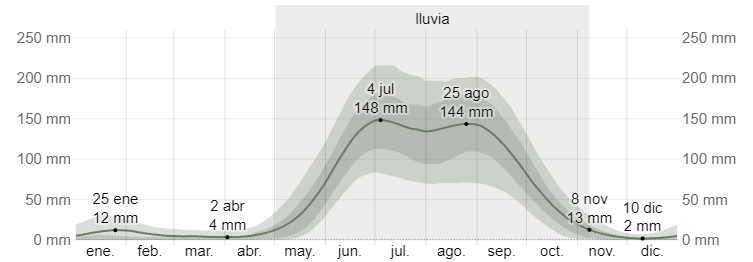 lluvia
250 mm
250 mm
200 mm
200 mm
150 mm
150 mm
100 mm
100 mm
50 mm
50 mm
0 mm
0 mm
25 ene
12 mm
2 abr
4 mm
4 jul
148 mm
25 ago
144 mm
8 nov
13 mm
10 dic
2 mm
ene. feb. mar. abr. may. jun. jul. ago. sep. oct. nov. dic.